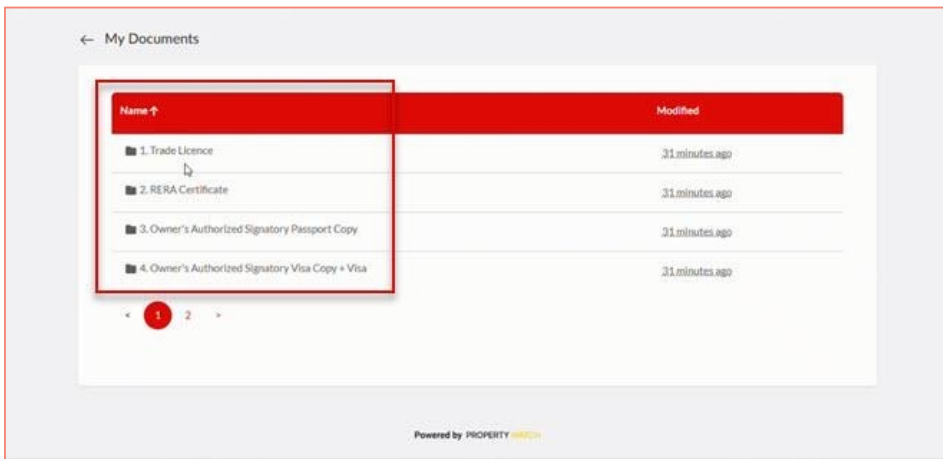 ← My Documents
Name↑ Modified
1. Trade Licence 31 minutes ago
2. RERA Certificate 31 minutes ago
3. Owner's Authorized Signatory Passport Copy 31 minutes ago
4. Owner's Authorized Signatory Visa Copy + Visa 31 minutes ago
< 1 2 >
Powered by PROPERTY